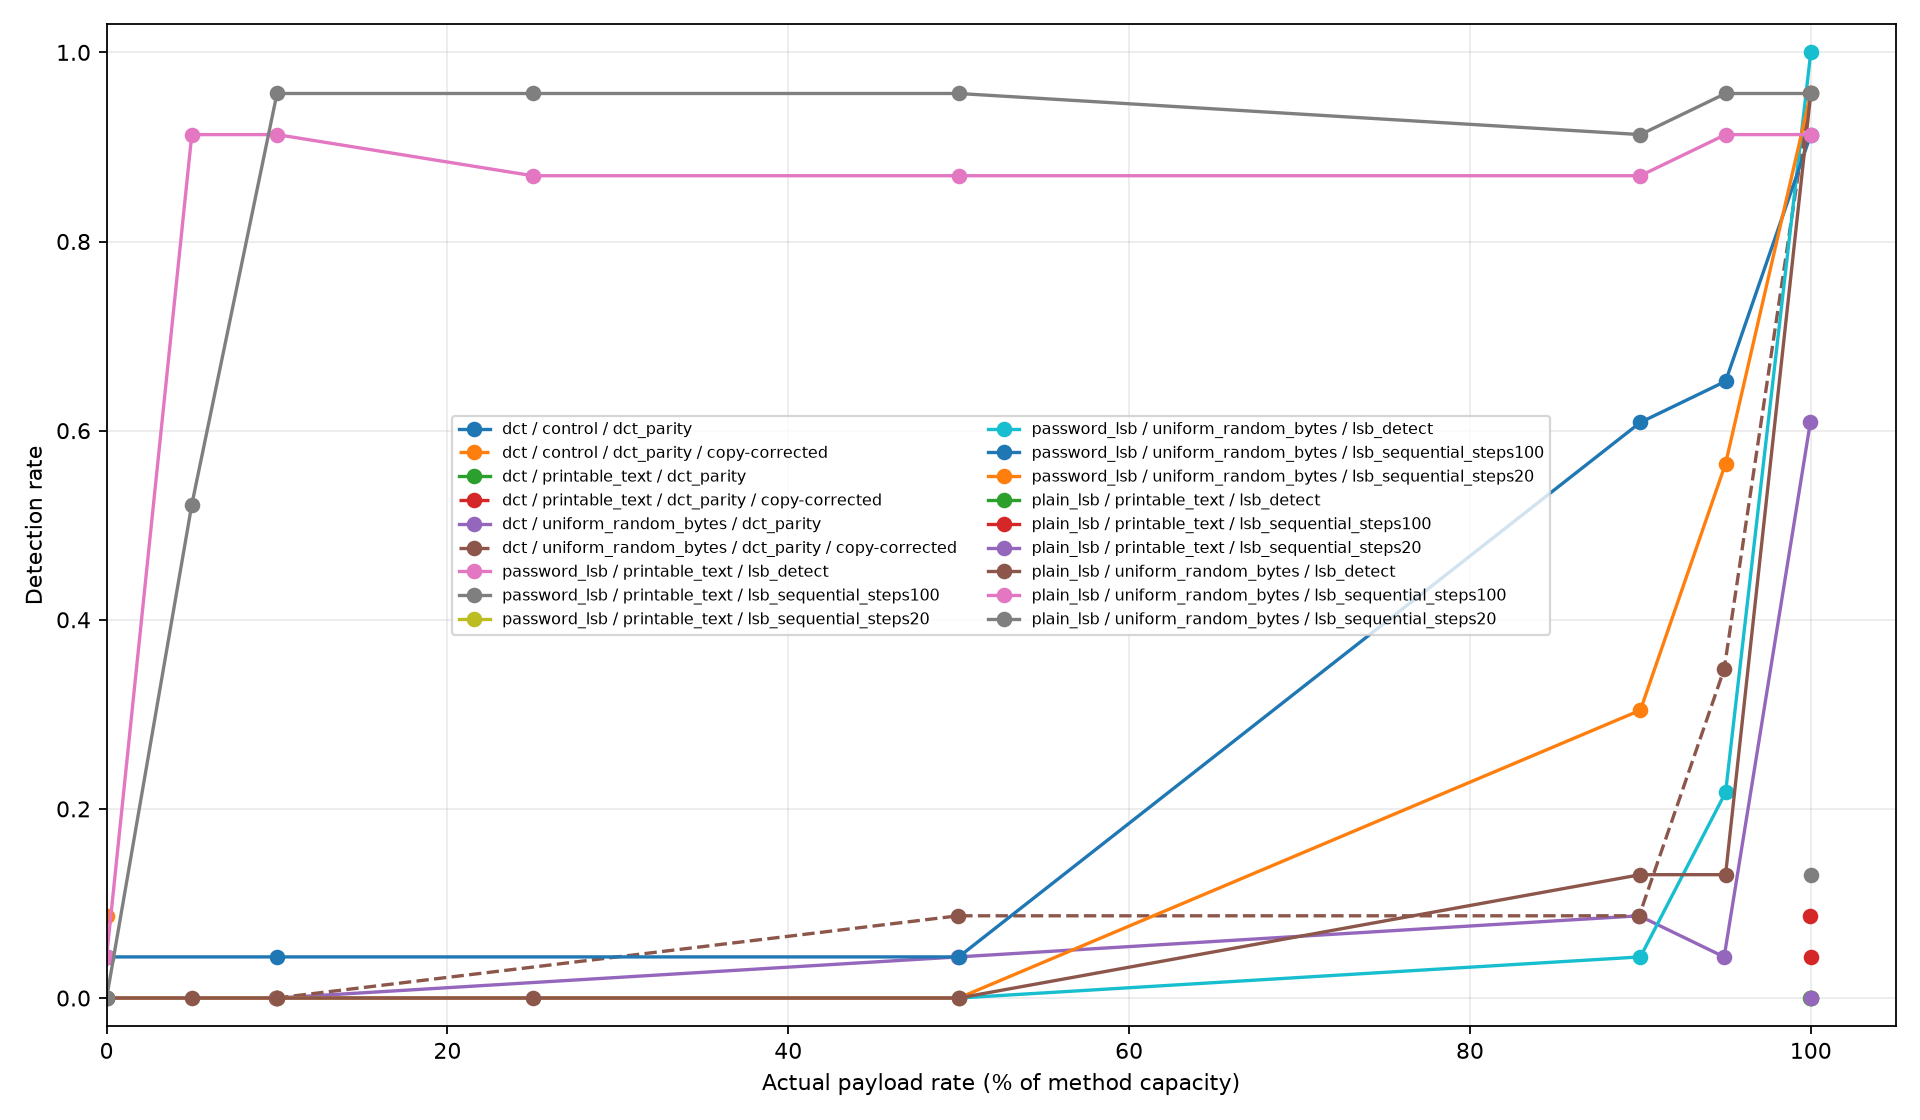 1.0
0.8
0.6
0.4
0.2
0.0
Detection rate
dct / control / dct_parity
dct / control / dct_parity / copy-corrected
dct / printable_text / dct_parity
dct / printable_text / dct_parity / copy-corrected
dct / uniform_random_bytes / dct_parity
dct / uniform_random_bytes / dct_parity / copy-corrected
password_lsb / printable_text / lsb_detect
password_lsb / printable_text / lsb_sequential_steps100
password_lsb / printable_text / lsb_sequential_steps20
password_lsb / uniform_random_bytes / lsb_detect
password_lsb / uniform_random_bytes / lsb_sequential_steps100
password_lsb / uniform_random_bytes / lsb_sequential_steps20
plain_lsb / printable_text / lsb_detect
plain_lsb / printable_text / lsb_sequential_steps100
plain_lsb / printable_text / lsb_sequential_steps20
plain_lsb / uniform_random_bytes / lsb_detect
plain_lsb / uniform_random_bytes / lsb_sequential_steps100
plain_lsb / uniform_random_bytes / lsb_sequential_steps20
0 20 40 60 80 100
Actual payload rate (% of method capacity)